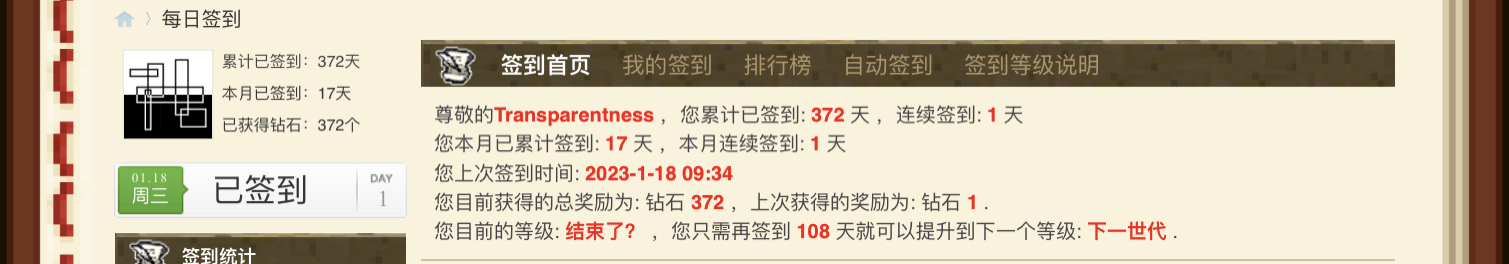 〉每日签到
累计已签到：372天
本月已签到：17天
已获得钻石：372个
01.18
周三
已签到
DAY
1
签到统计
签到首页 我的签到 排行榜 自动签到 签到等级说明
尊敬的Transparentness ，您累计已签到: 372 天 ，连续签到: 1 天
您本月已累计签到: 17 天 ，本月连续签到: 1 天
您上次签到时间: 2023-1-18 09:34
您目前获得的总奖励为: 钻石 372 ，上次获得的奖励为: 钻石 1 .
您目前的等级: 结束了? ，您只需再签到 108 天就可以提升到下一个等级: 下一世代 .